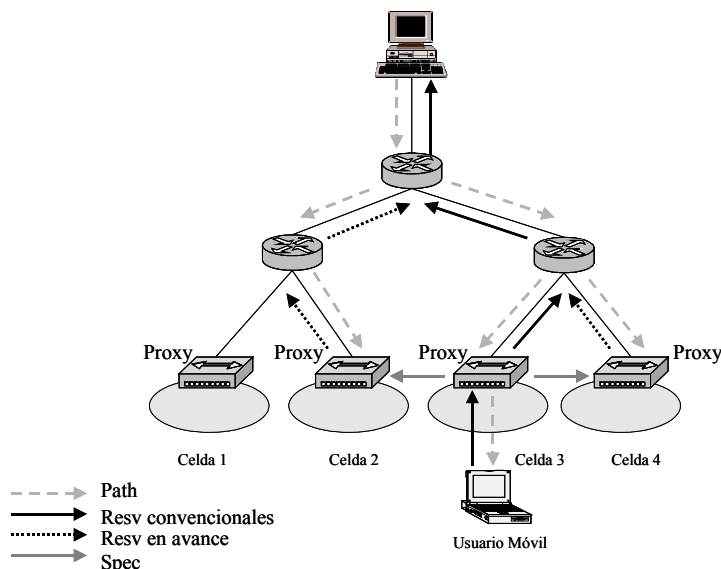 Proxy
Proxy
Proxy
Proxy
Celda 1
Celda 2
Celda 3
Celda 4
Path
Resv convencionales
Resv en avance
Spec
Usuario Móvil